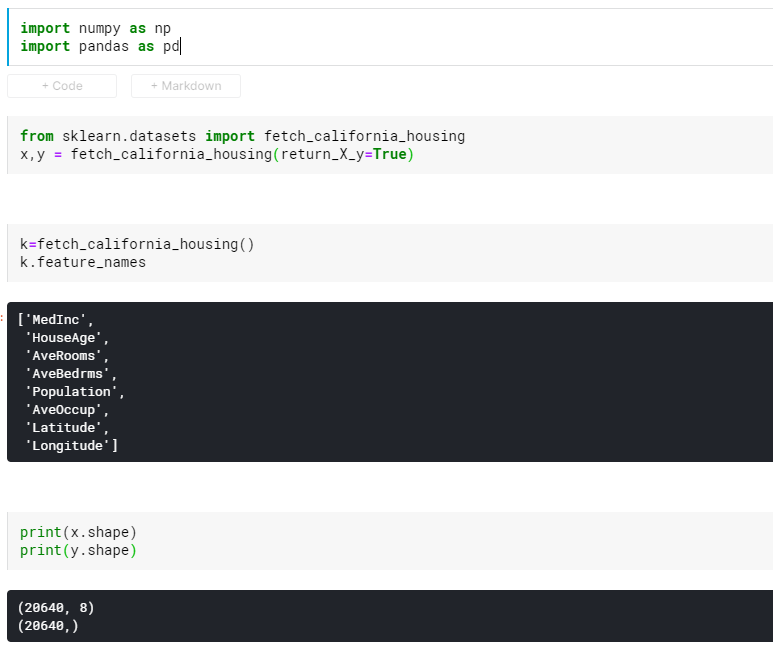 import numpy as np
import pandas as pd
+ Code
+ Markdown
from sklearn.datasets import fetch_california_housing
x,y = fetch_california_housing(return_X_y=True)
k=fetch_california_housing()
k.feature_names
['MedInc',
 'HouseAge',
 'AveRooms',
 'AveBedrms',
 'Population',
 'AveOccup',
 'Latitude',
 'Longitude']
print(x.shape)
print(y.shape)
(20640, 8)
(20640,)